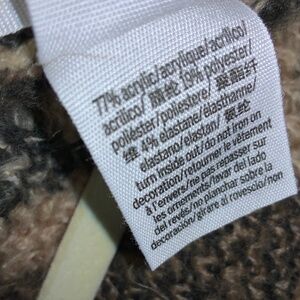 77% acrylic/acrylique/acrílico/
acrilico/ 腈纶 19% polyester/
poliéster/poliestere/ 聚酯纤
维 4% elastane/élasthanne/
elastano/elastan/ 氨纶
turn inside out/ do not iron on
decoration/retourner le vêtement
à l'envers/ne pas repasser sur
les envirements/ravart del lado
del revés/no planchar sobre la
decoración/girare al rovescio/non